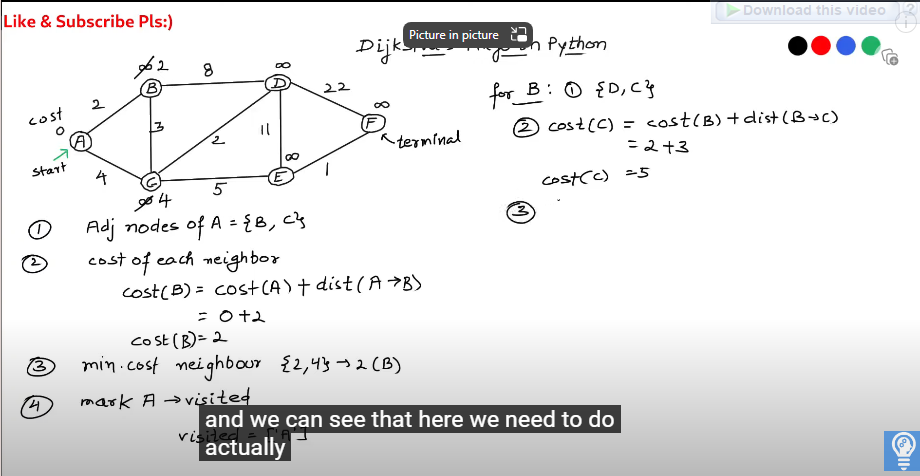 Like & Subscribe Pls:)
Download this video
?
i
Picture in picture
Python
∞ 2
8
∞
22
B
D
cost
2
∞
0
3
2
11
F
A
terminal
start
4
∞
C
5
E
1
∞ 4
① Adj nodes of A = {B, C}
② cost of each neighbor
cost(B) = cost(A) + dist(A→B)
= 0+2
cost(B) = 2
③ min.cost neighbour {2,4} → 2 (B)
④ mark A → visited
visited = ['A']
for B: ① {D,C}
② cost(C) = cost(B) + dist(B→C)
= 2+3
cost(C) = 5
③
and we can see that here we need to do
actually